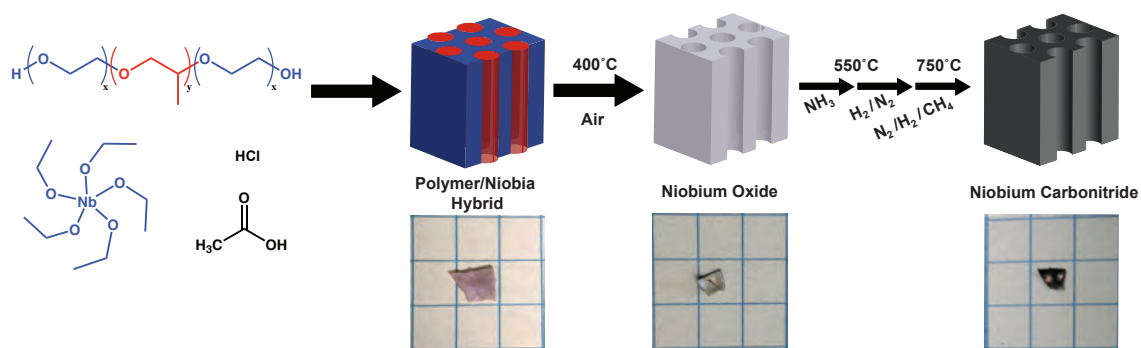 H O O O OH
x y x
O O Nb O O O
HCl
O
H₃C OH
400˚C
Air
550˚C 750˚C
NH₃ H₂/N₂ N₂/H₂/CH₄
Polymer/Niobia
Hybrid
Niobium Oxide
Niobium Carbonitride